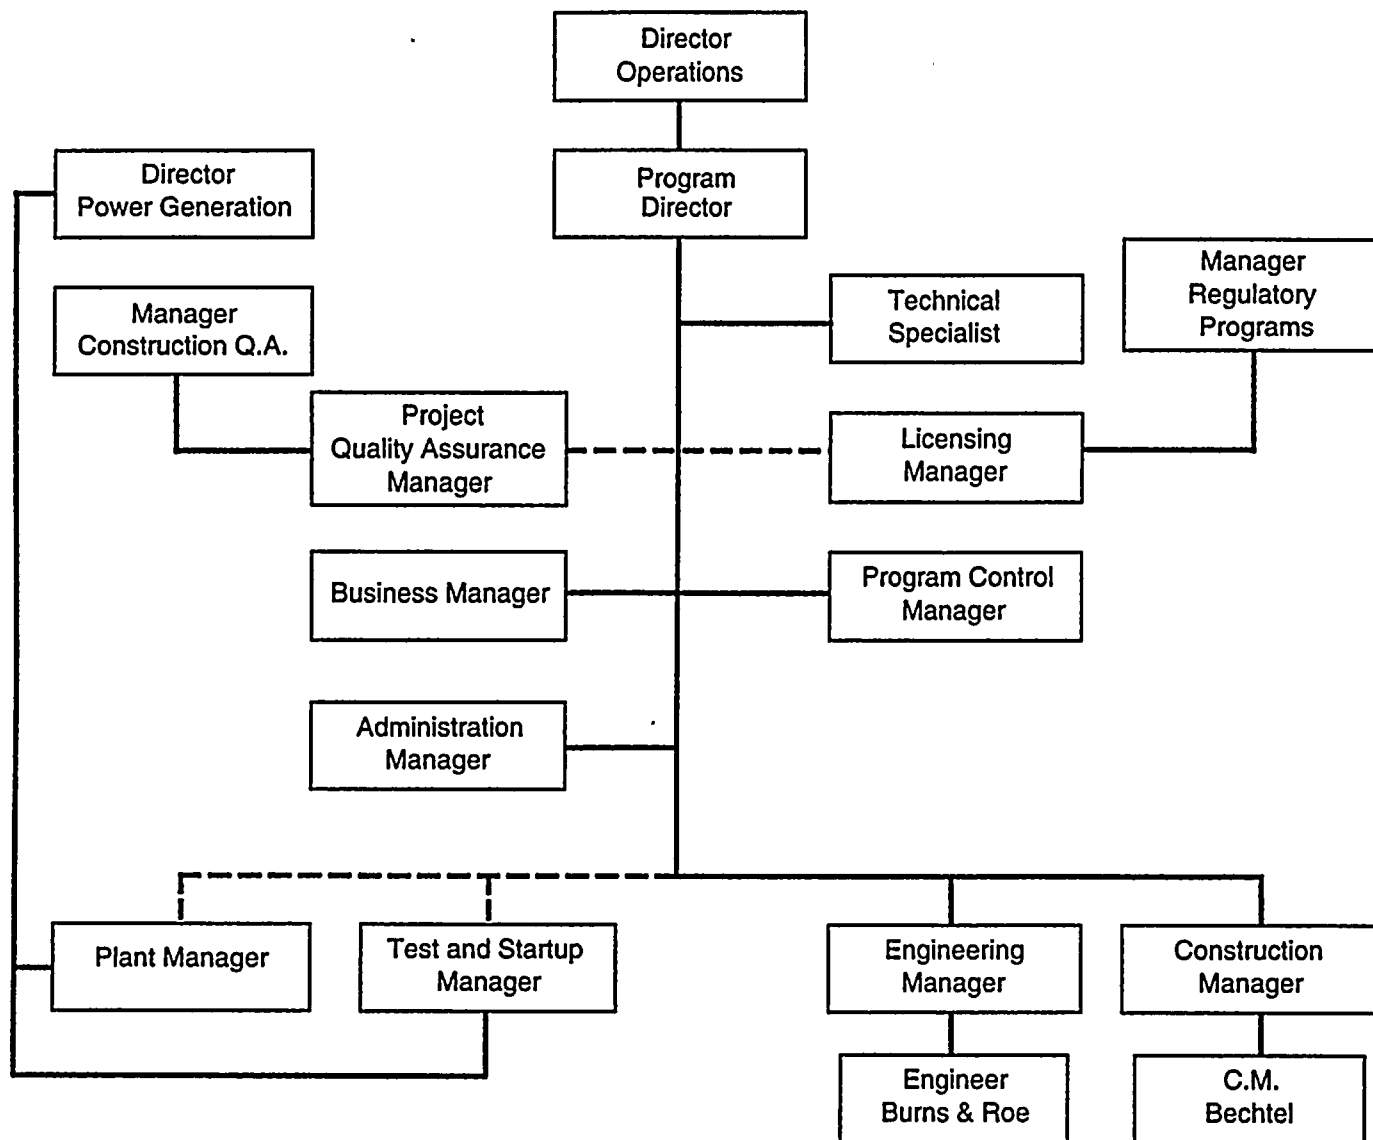 Director
Operations
Director
Power Generation
Program
Director
Manager
Regulatory
Programs
Technical
Specialist
Manager
Construction Q.A.
Project
Quality Assurance
Manager
Licensing
Manager
Business Manager
Program Control
Manager
Administration
Manager
Plant Manager
Test and Startup
Manager
Engineering
Manager
Construction
Manager
Engineer
Burns & Roe
C.M.
Bechtel